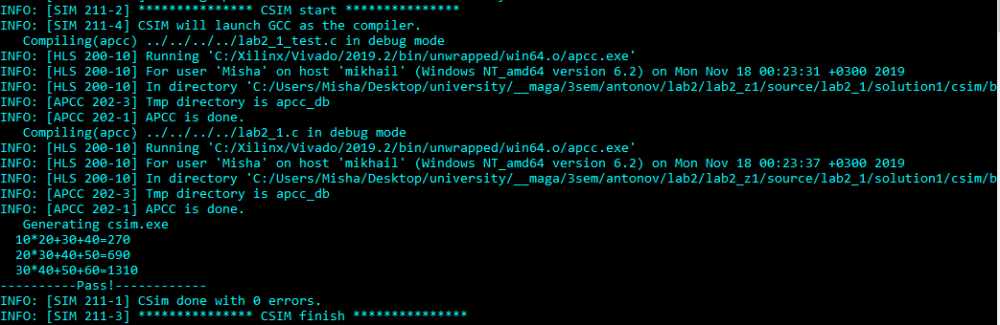 INFO: [SIM 211-2] *************** CSIM start ***************
INFO: [SIM 211-4] CSIM will launch GCC as the compiler.
   Compiling(apcc) ../../../../lab2_1_test.c in debug mode
INFO: [HLS 200-10] Running 'C:/Xilinx/Vivado/2019.2/bin/unwrapped/win64.o/apcc.exe'
INFO: [HLS 200-10] For user 'Misha' on host 'mikhail' (Windows NT_amd64 version 6.2) on Mon Nov 18 00:23:31 +0300 2019
INFO: [HLS 200-10] In directory 'C:/Users/Misha/Desktop/university/__maga/3sem/antonov/lab2/lab2_z1/source/lab2_1/solution1/csim/b
INFO: [APCC 202-3] Tmp directory is apcc_db
INFO: [APCC 202-1] APCC is done.
   Compiling(apcc) ../../../../lab2_1.c in debug mode
INFO: [HLS 200-10] Running 'C:/Xilinx/Vivado/2019.2/bin/unwrapped/win64.o/apcc.exe'
INFO: [HLS 200-10] For user 'Misha' on host 'mikhail' (Windows NT_amd64 version 6.2) on Mon Nov 18 00:23:37 +0300 2019
INFO: [HLS 200-10] In directory 'C:/Users/Misha/Desktop/university/__maga/3sem/antonov/lab2/lab2_z1/source/lab2_1/solution1/csim/b
INFO: [APCC 202-3] Tmp directory is apcc_db
INFO: [APCC 202-1] APCC is done.
   Generating csim.exe
  10*20+30+40=270
  20*30+40+50=690
  30*40+50+60=1310
----------Pass!------------
INFO: [SIM 211-1] CSim done with 0 errors.
INFO: [SIM 211-3] *************** CSIM finish ***************